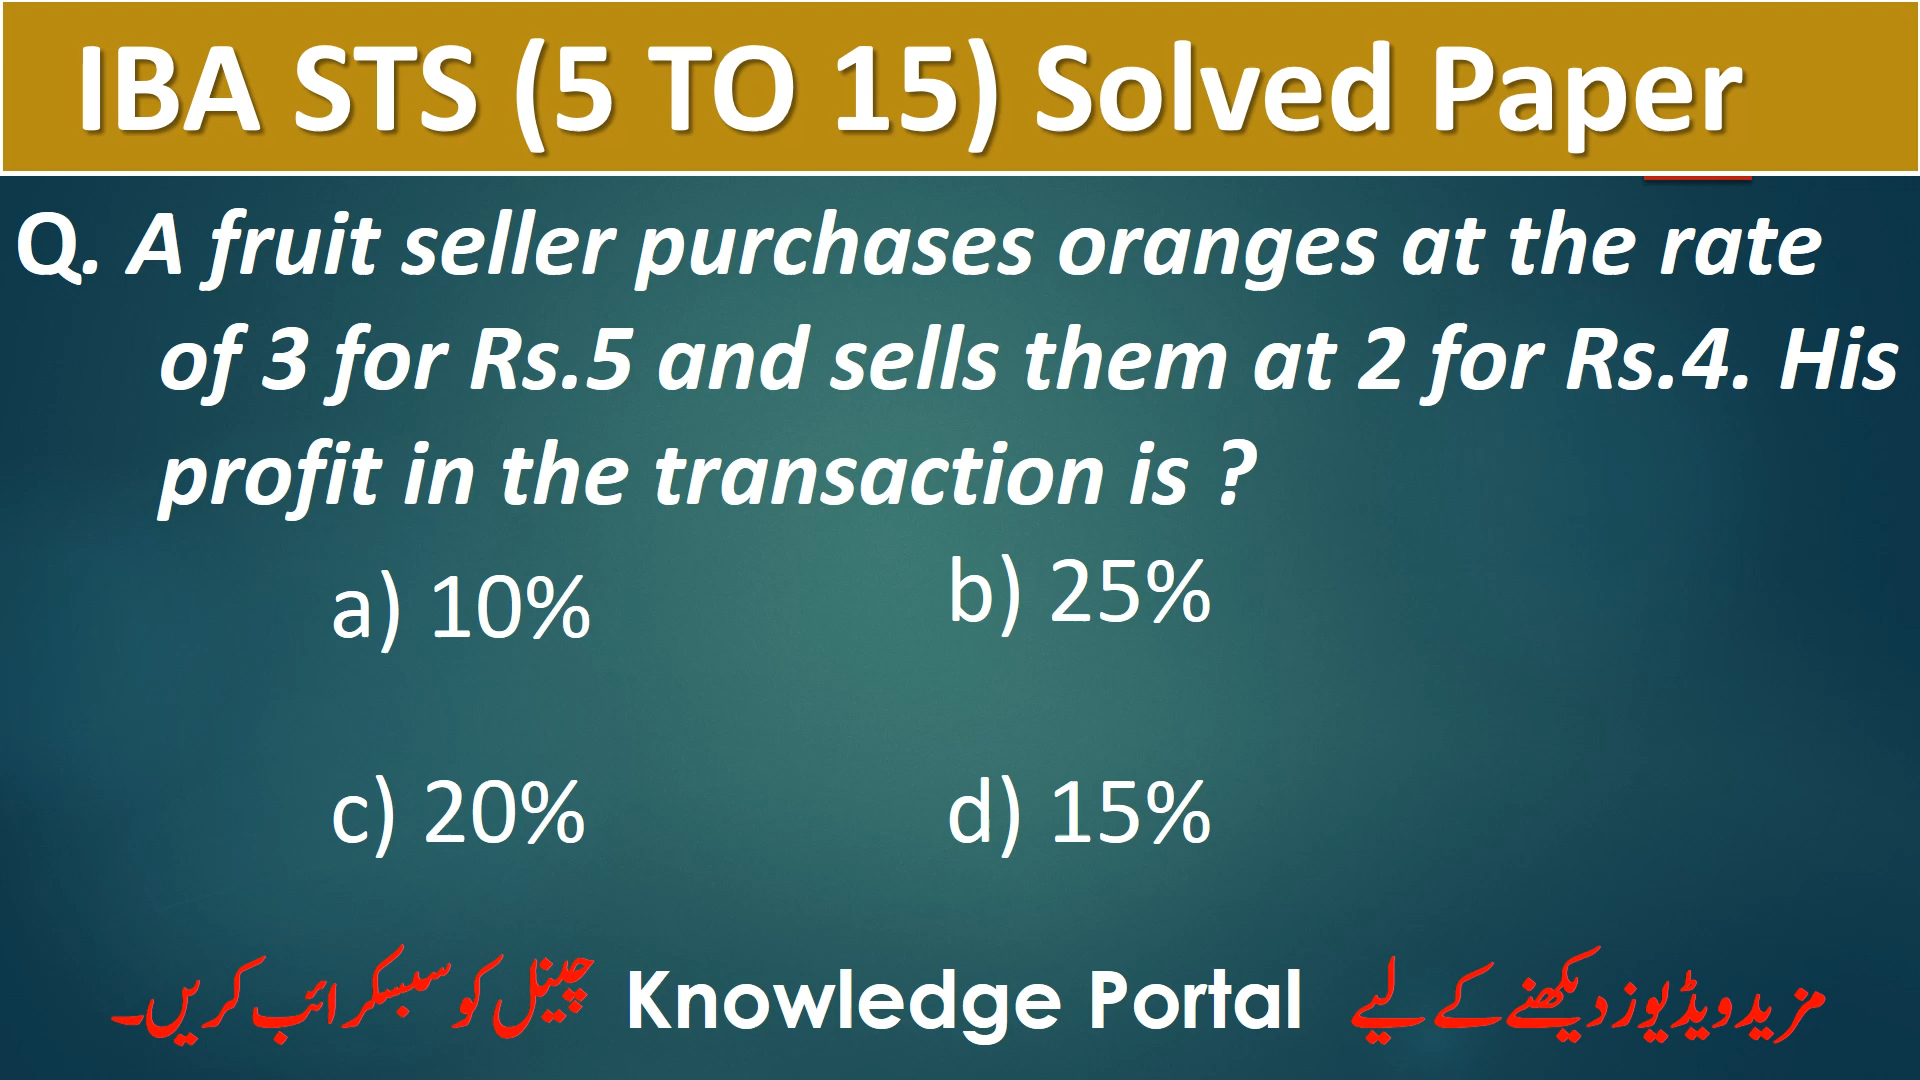 IBA STS (5 TO 15) Solved Paper
Q. A fruit seller purchases oranges at the rate
of 3 for Rs.5 and sells them at 2 for Rs.4. His
profit in the transaction is ?
a) 10%
b) 25%
c) 20%
d) 15%
مزید ویڈیوز دیکھنے کے لیے Knowledge Portal چینل کو سبسکرائب کریں۔